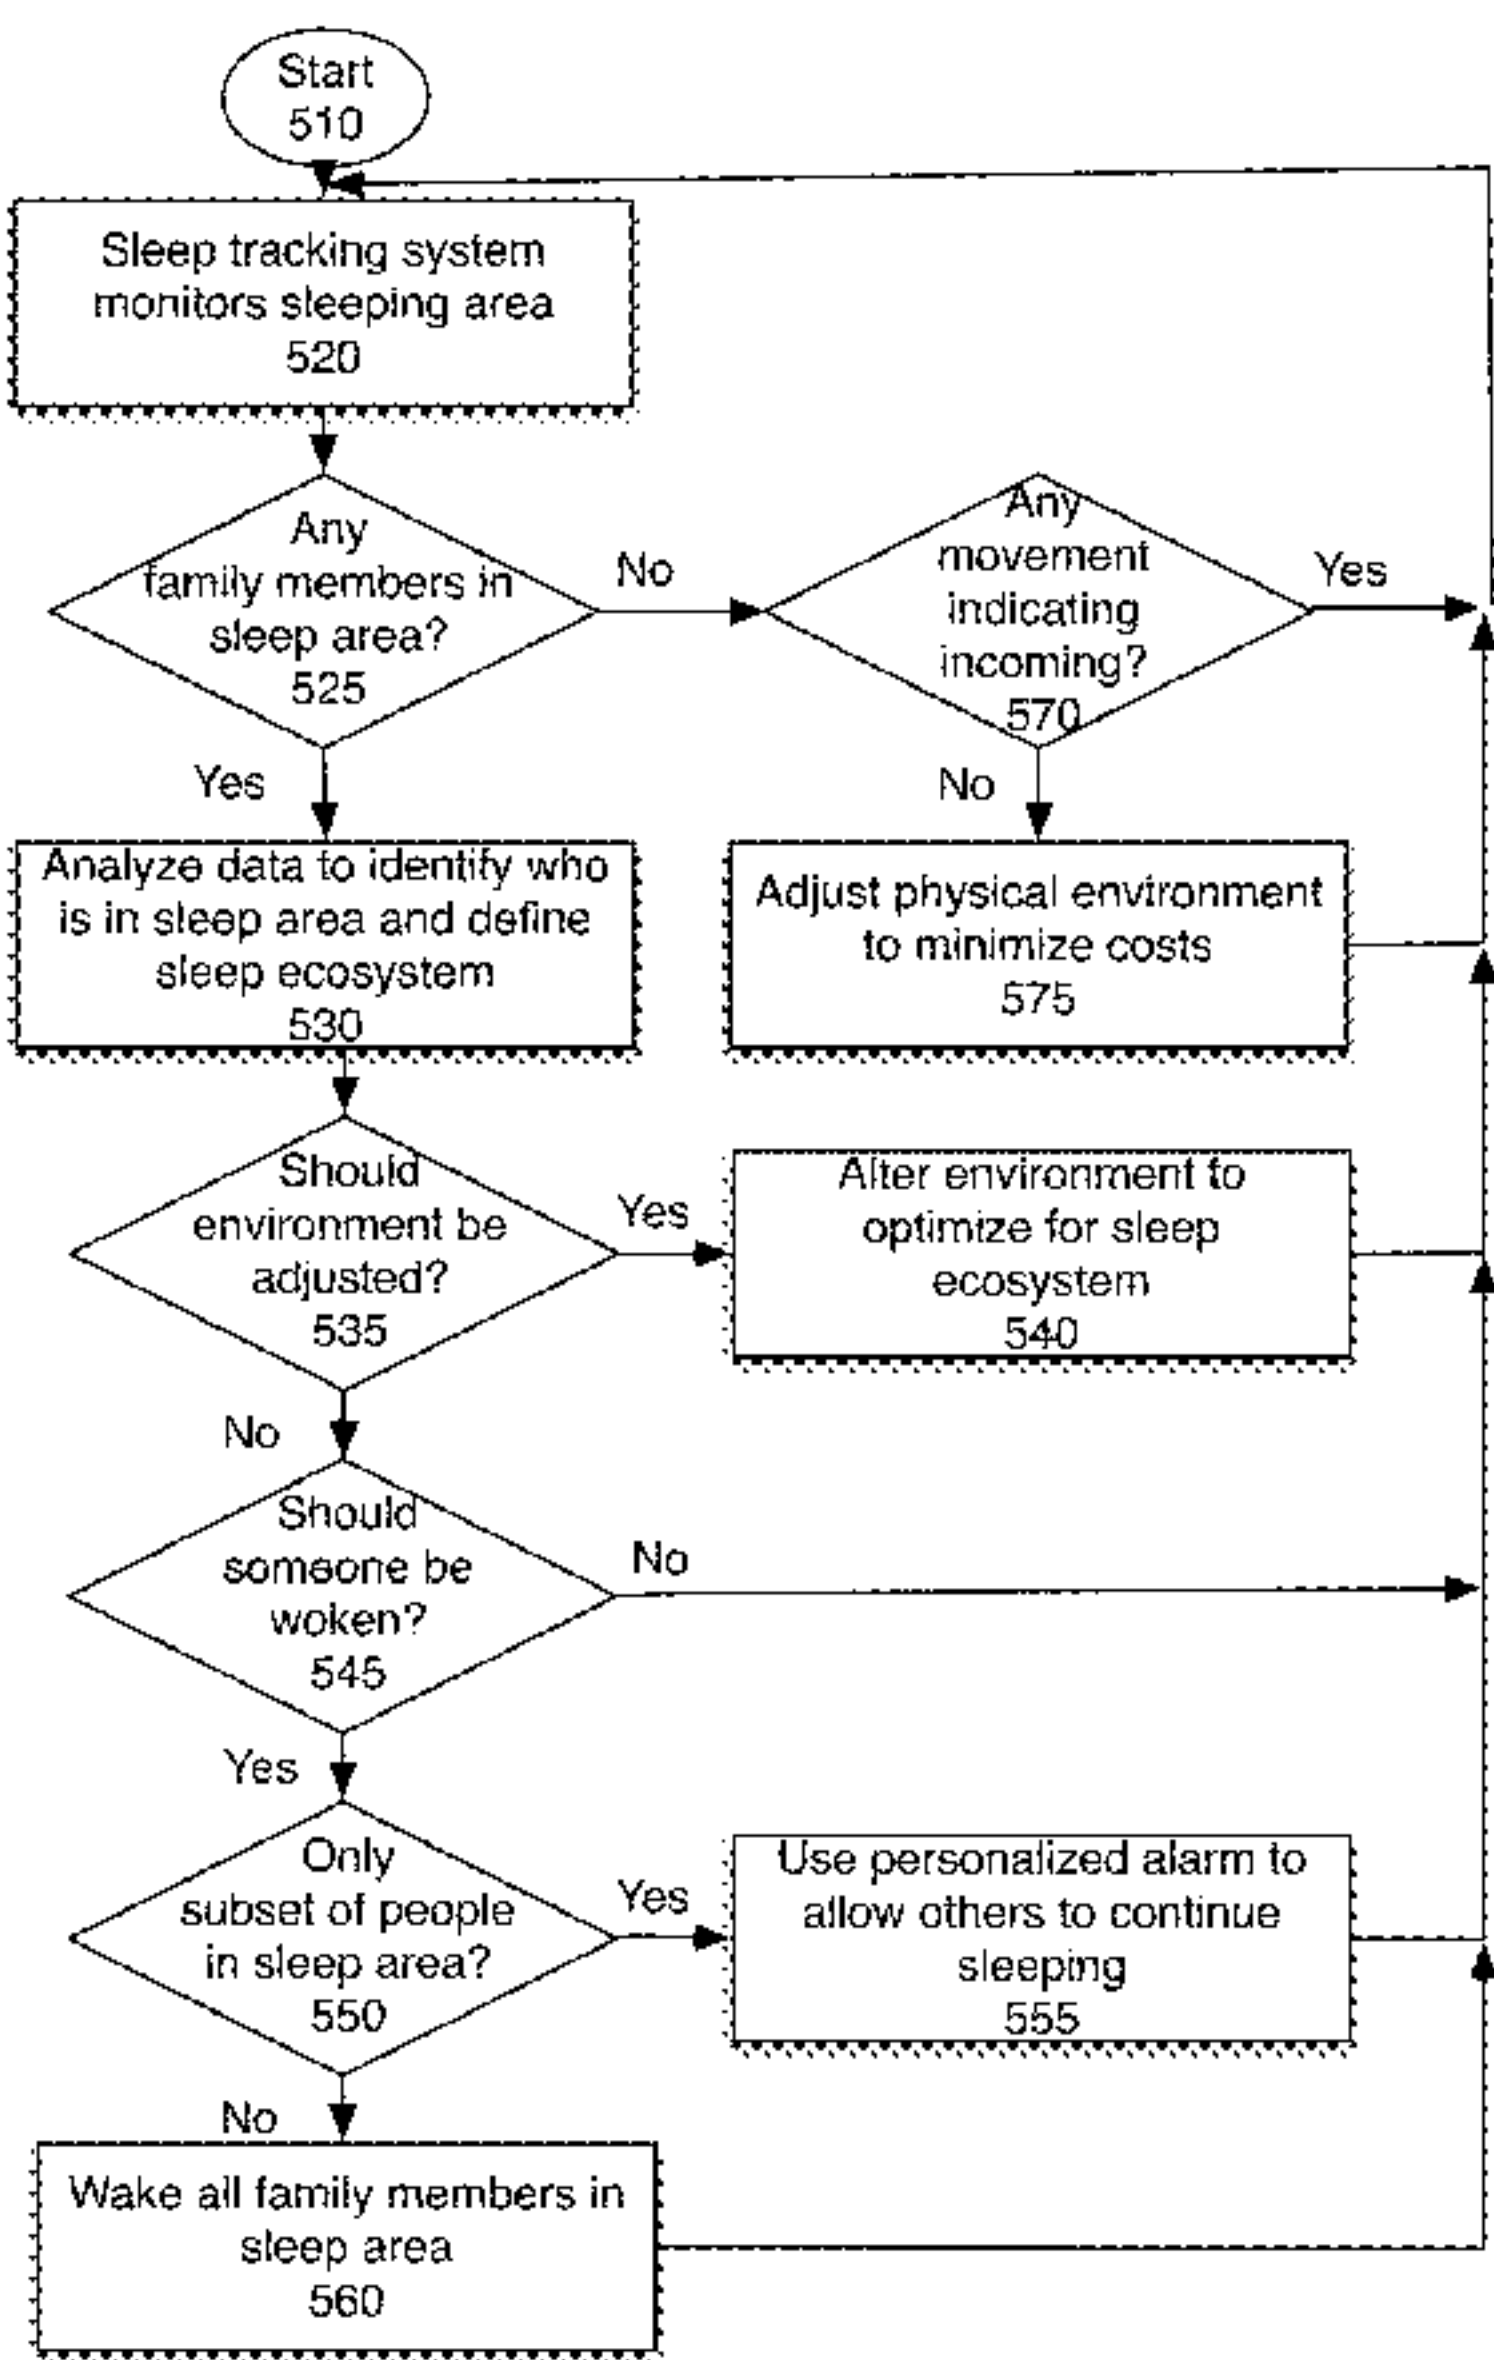 Start
510
Sleep tracking system
monitors sleeping area
520
Any
family members in
sleep area?
525
No
Any
movement
indicating
incoming?
570
Yes
Yes
No
Analyze data to identify who
is in sleep area and define
sleep ecosystem
530
Adjust physical environment
to minimize costs
575
Should
environment be
adjusted?
535
Yes
Alter environment to
optimize for sleep
ecosystem
540
No
Should
someone be
woken?
545
No
Yes
Only
subset of people
in sleep area?
550
Yes
Use personalized alarm to
allow others to continue
sleeping
555
No
Wake all family members in
sleep area
560